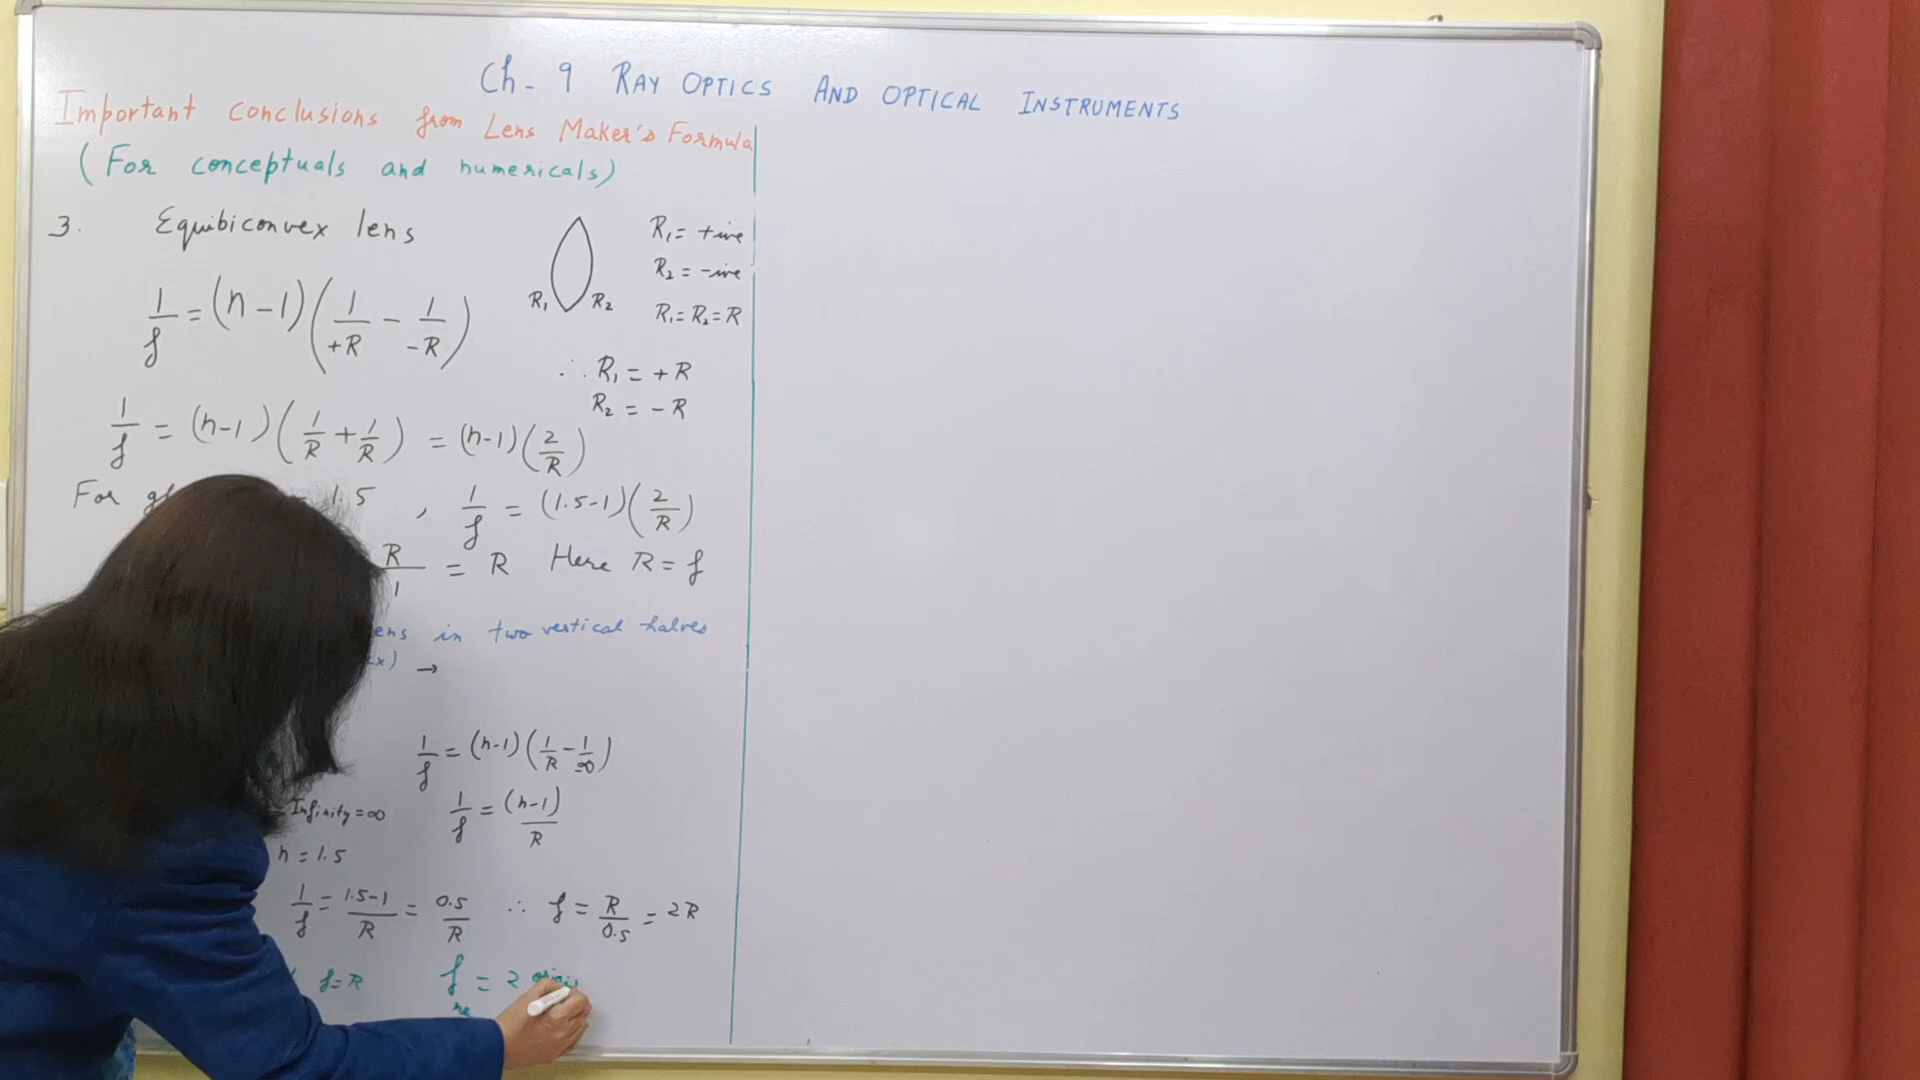 Ch - 9 RAY OPTICS AND OPTICAL INSTRUMENTS
Important conclusions from Lens Maker's Formula
(For conceptuals and numericals)
3. Equibiconvex lens
R₁ R₂
R₁ = +ive
R₂ = -ive
R₁ = R₂ = R
1/f = (n-1)(1/+R - 1/-R)
∴ R₁ = +R
R₂ = -R
1/f = (n-1)(1/R + 1/R) = (n-1)(2/R)
For 1.5 , 1/f = (1.5-1)(2/R)
R/1 = R Here R = f
in two vertical halves
→
1/f = (n-1)(1/R - 1/∞)
Infinity = ∞ 1/f = (n-1)/R
n = 1.5
1/f = 1.5-1/R = 0.5/R ∴ f = R/0.5 = 2R
f = R f = 2